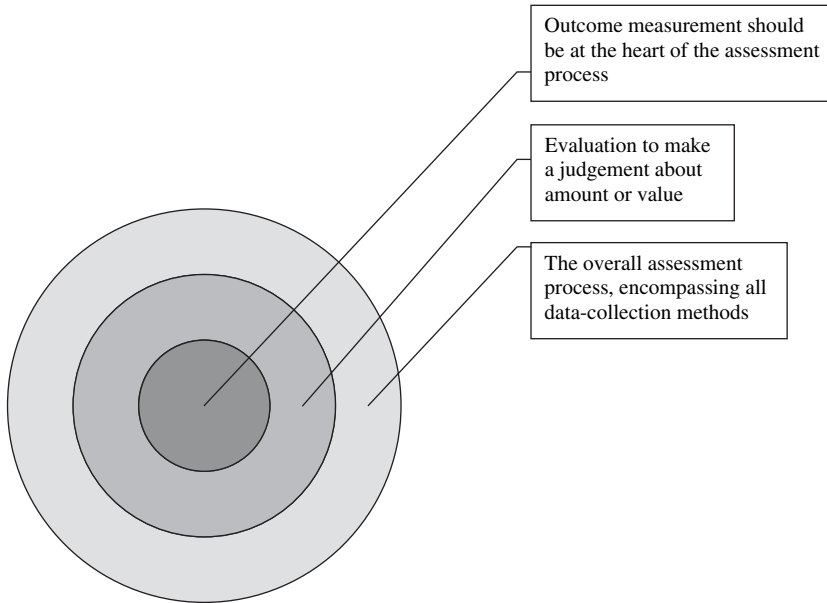 Outcome measurement should
be at the heart of the assessment
process
Evaluation to make
a judgement about
amount or value
The overall assessment
process, encompassing all
data-collection methods